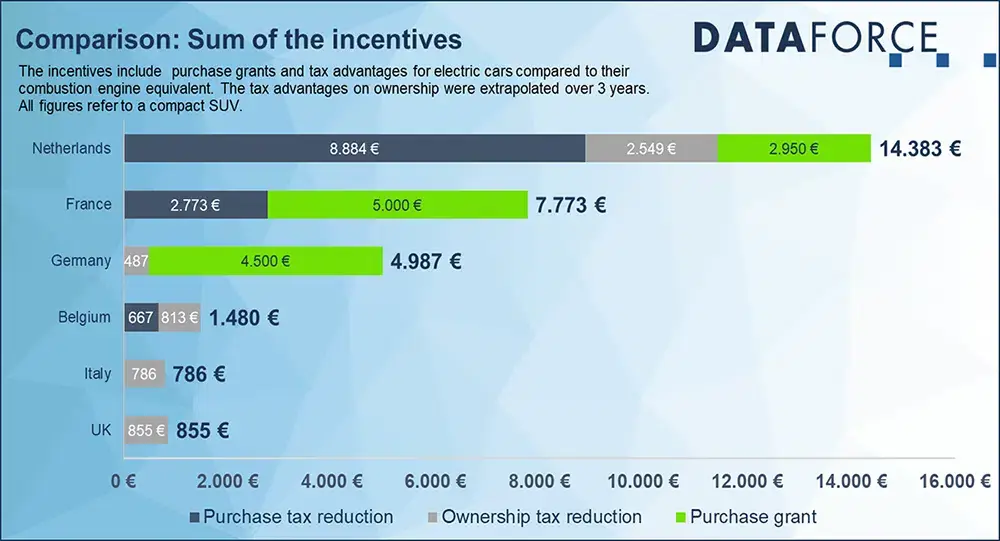 Comparison: Sum of the incentives
DATAFORCE
The incentives include purchase grants and tax advantages for electric cars compared to their
combustion engine equivalent. The tax advantages on ownership were extrapolated over 3 years.
All figures refer to a compact SUV.
Netherlands 8.884 € 2.549 € 2.950 € 14.383 €
France 2.773 € 5.000 € 7.773 €
Germany 487 4.500 € 4.987 €
Belgium 667 813 € 1.480 €
Italy 786 786 €
UK 855 € 855 €
0 € 2.000 € 4.000 € 6.000 € 8.000 € 10.000 € 12.000 € 14.000 € 16.000 €
Purchase tax reduction Ownership tax reduction Purchase grant